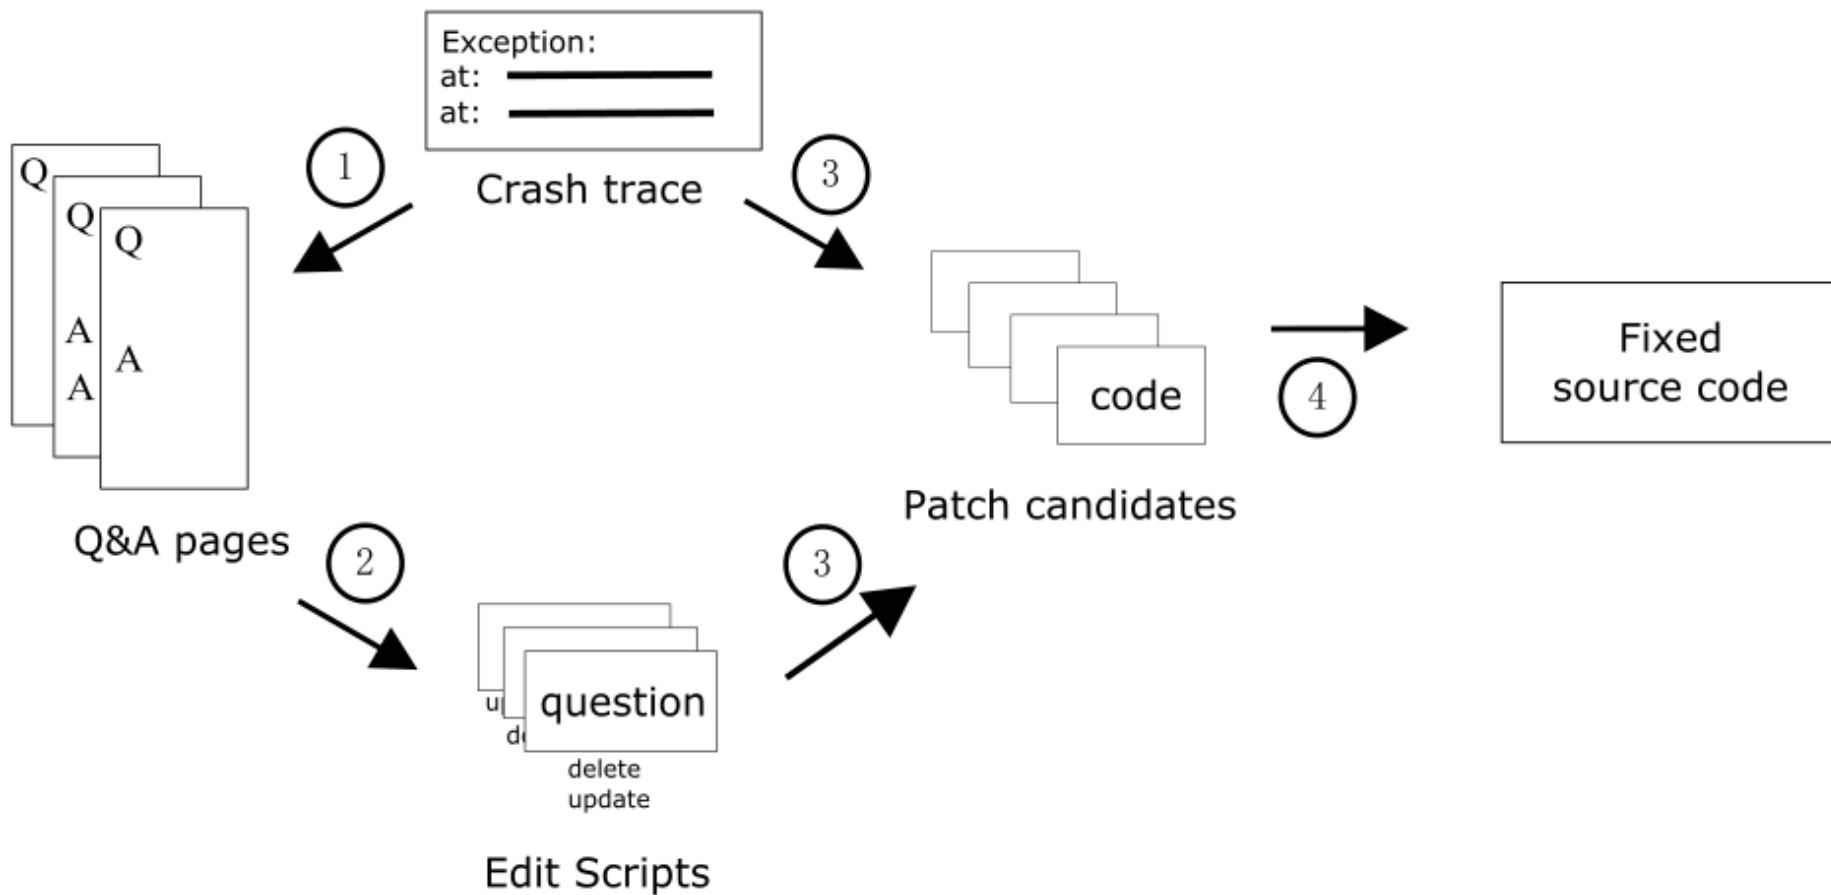 Exception:
at:
at:
Crash trace
1
3
Q
Q
Q
A
A
A
Q&A pages
code
Patch candidates
4
Fixed
source code
2
3
question
delete
update
Edit Scripts